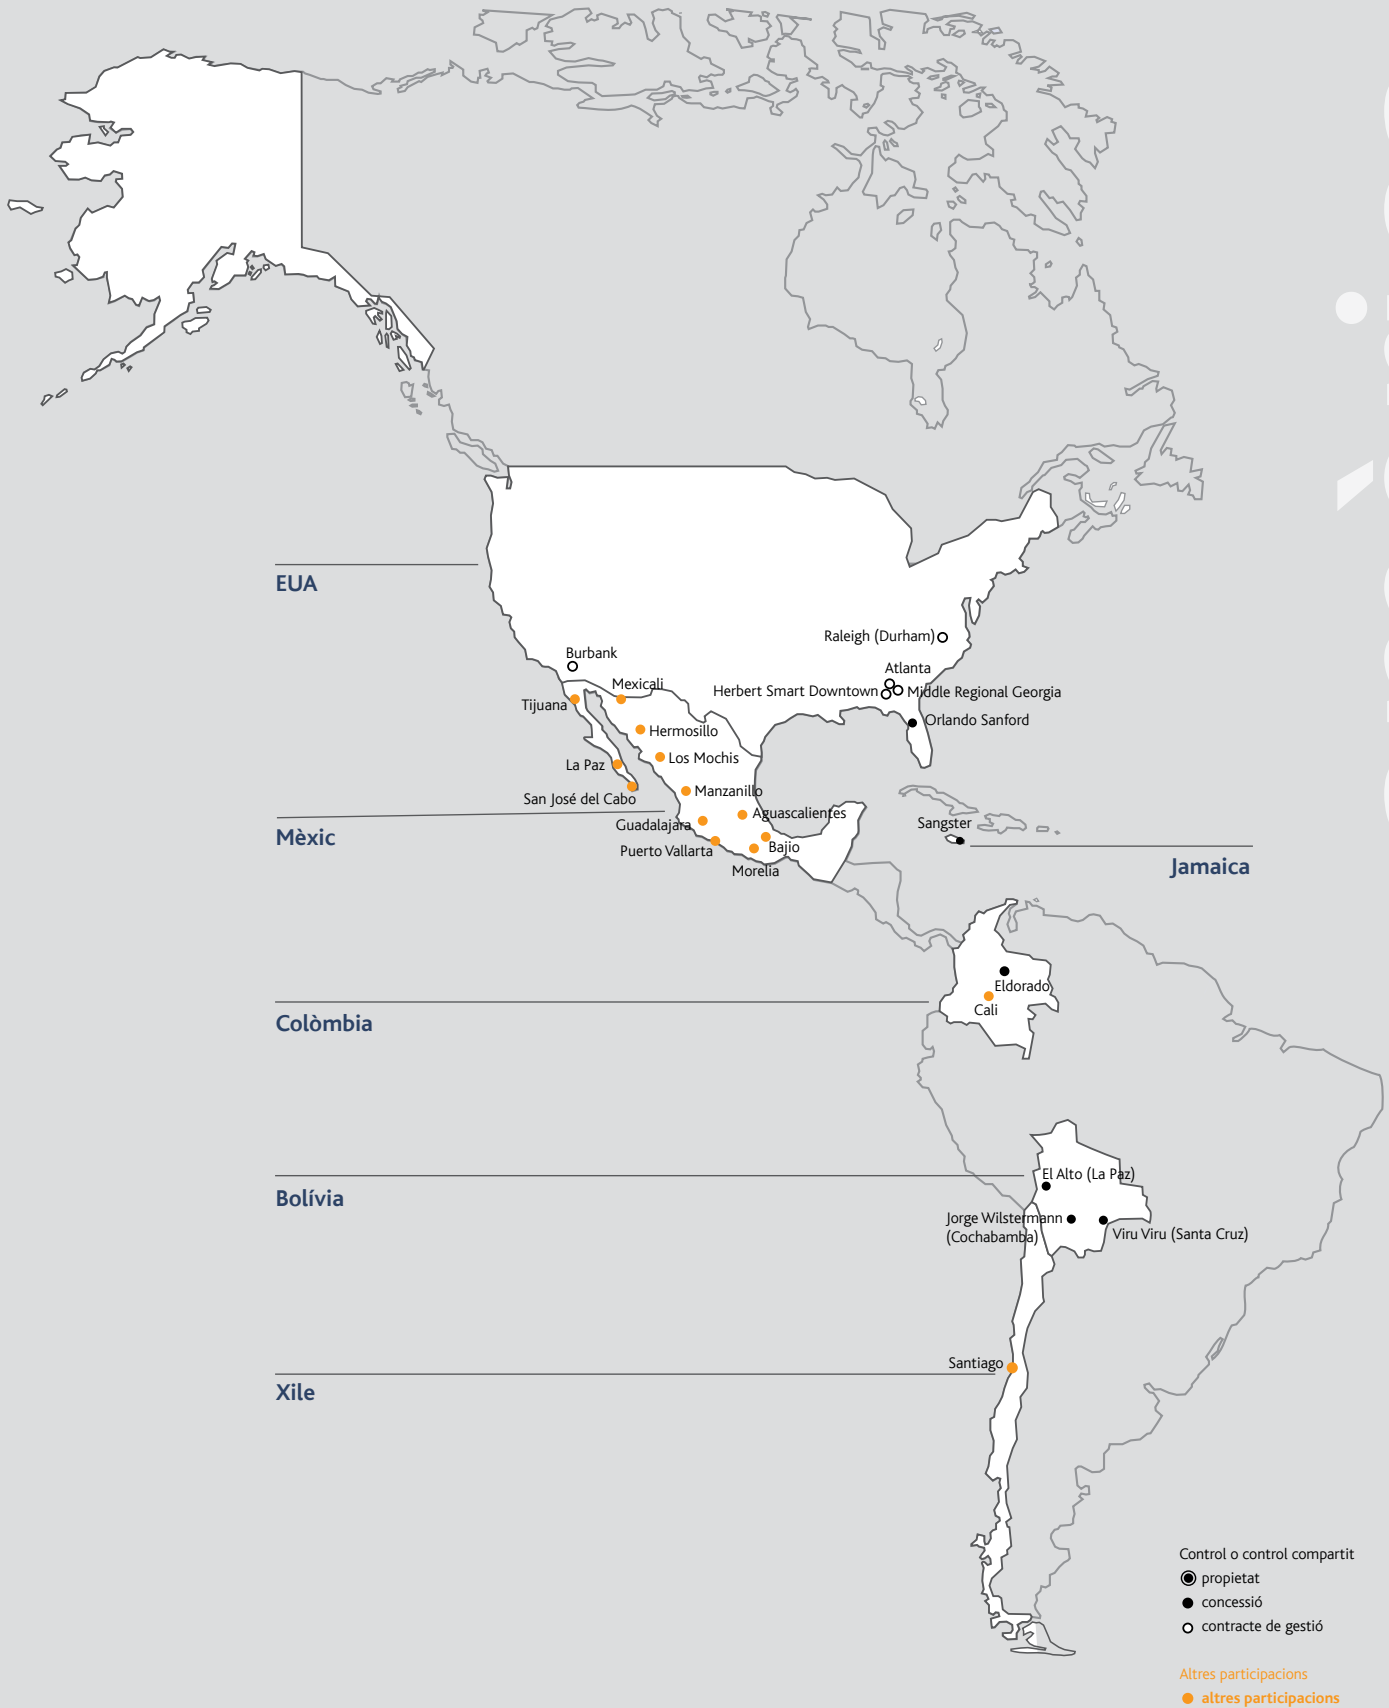 EUA
Raleigh (Durham)
Burbank
Atlanta
Mexicali
Herbert Smart Downtown
Middle Regional Georgia
Tijuana
Orlando Sanford
Hermosillo
Los Mochis
La Paz
Manzanillo
San José del Cabo
Aguascalientes
Sangster
Guadalajara
Mèxic
Bajio
Puerto Vallarta
Jamaica
Morelia
Eldorado
Cali
Colòmbia
El Alto (La Paz)
Bolívia
Jorge Wilstermann
(Cochabamba)
Viru Viru (Santa Cruz)
Santiago
Xile
Control o control compartit
propietat
concessió
contracte de gestió
Altres participacions
altres participacions